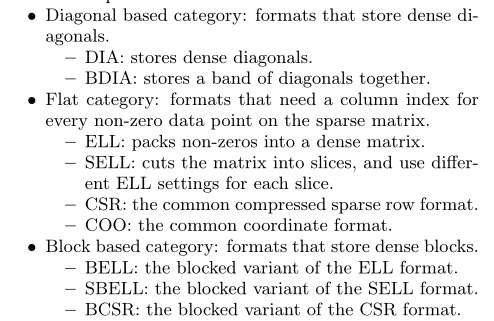 • Diagonal based category: formats that store dense di-
agonals.
– DIA: stores dense diagonals.
– BDIA: stores a band of diagonals together.
• Flat category: formats that need a column index for
every non-zero data point on the sparse matrix.
– ELL: packs non-zeros into a dense matrix.
– SELL: cuts the matrix into slices, and use differ-
ent ELL settings for each slice.
– CSR: the common compressed sparse row format.
– COO: the common coordinate format.
• Block based category: formats that store dense blocks.
– BELL: the blocked variant of the ELL format.
– SBELL: the blocked variant of the SELL format.
– BCSR: the blocked variant of the CSR format.